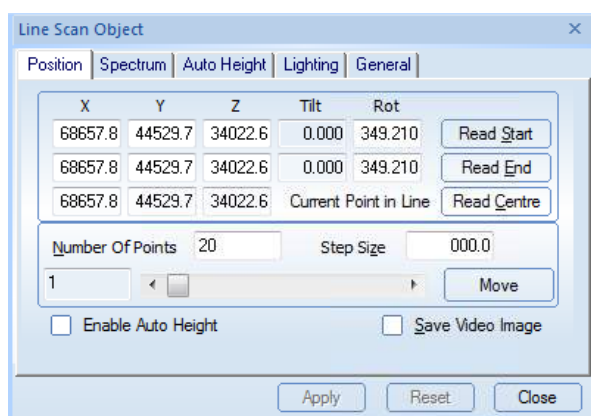 Line Scan Object
Position Spectrum Auto Height Lighting General
X Y Z Tilt Rot
68657.8 44529.7 34022.6 0.000 349.210 Read Start
68657.8 44529.7 34022.6 0.000 349.210 Read End
68657.8 44529.7 34022.6 Current Point in Line Read Centre
Number Of Points 20 Step Size 000.0
1 Move
Enable Auto Height Save Video Image
Apply Reset Close